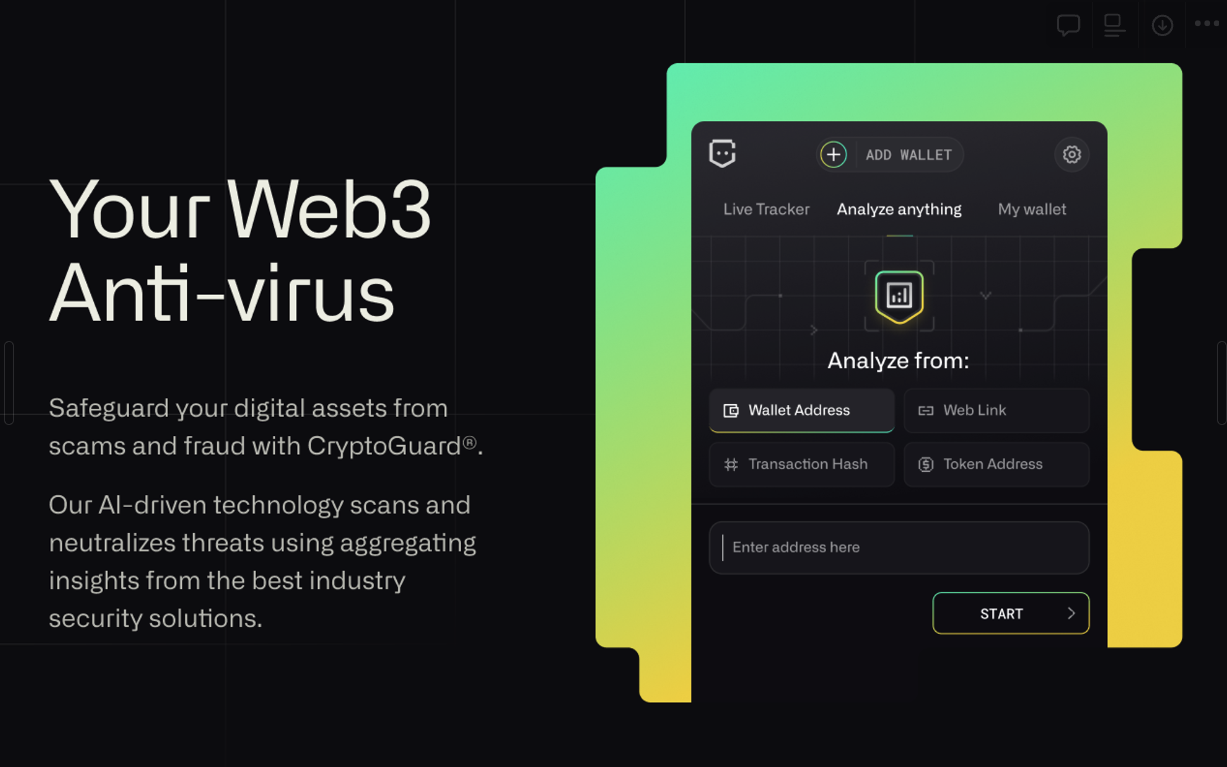 Your Web3
Anti-virus
Safeguard your digital assets from
scams and fraud with CryptoGuard®.
Our AI-driven technology scans and
neutralizes threats using aggregating
insights from the best industry
security solutions.
ADD WALLET
Live Tracker Analyze anything My wallet
Analyze from:
Wallet Address Web Link
Transaction Hash Token Address
Enter address here
START